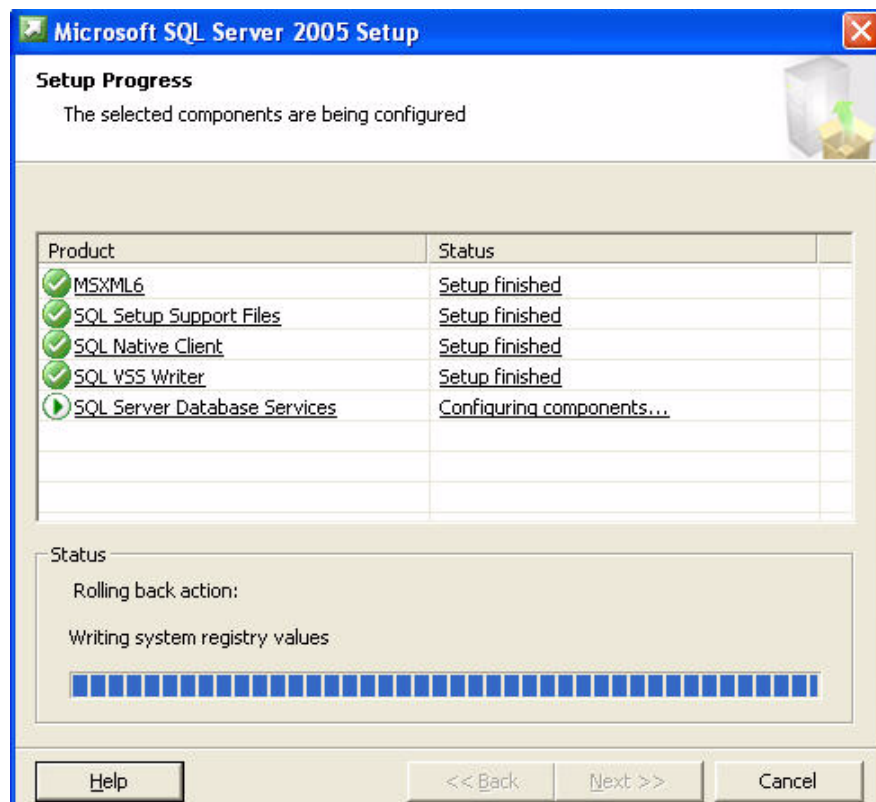 Microsoft SQL Server 2005 Setup
Setup Progress
The selected components are being configured
Product Status
MSXML6 Setup finished
SQL Setup Support Files Setup finished
SQL Native Client Setup finished
SQL VSS Writer Setup finished
SQL Server Database Services Configuring components...
Status
Rolling back action:
Writing system registry values
Help << Back Next >> Cancel